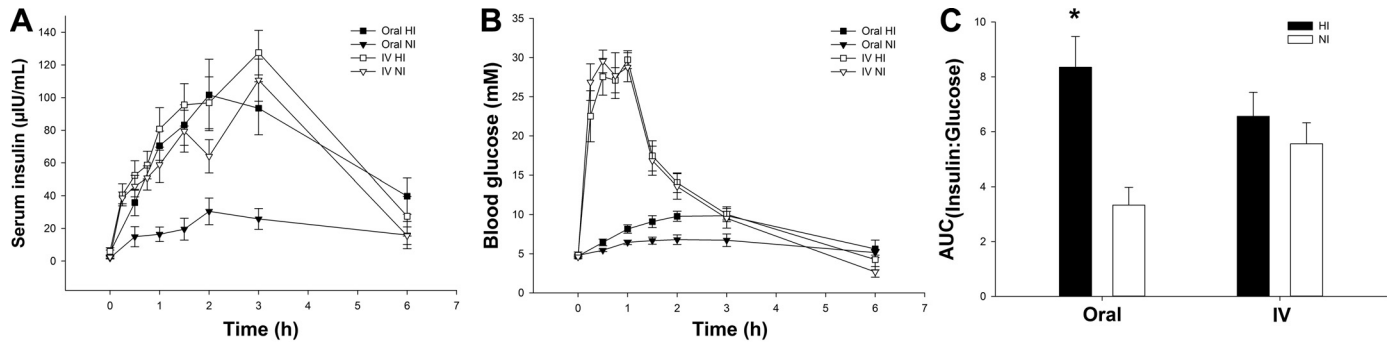 A
Serum insulin (µIU/mL)
140
120
100
80
60
40
20
0
0 1 2 3 4 5 6 7
Time (h)
Oral HI
Oral NI
IV HI
IV NI
B
Blood glucose (mM)
35
30
25
20
15
10
5
0
0 1 2 3 4 5 6 7
Time (h)
Oral HI
Oral NI
IV HI
IV NI
C
AUC(Insulin:Glucose)
10
8
6
4
2
0
*
Oral IV
HI
NI